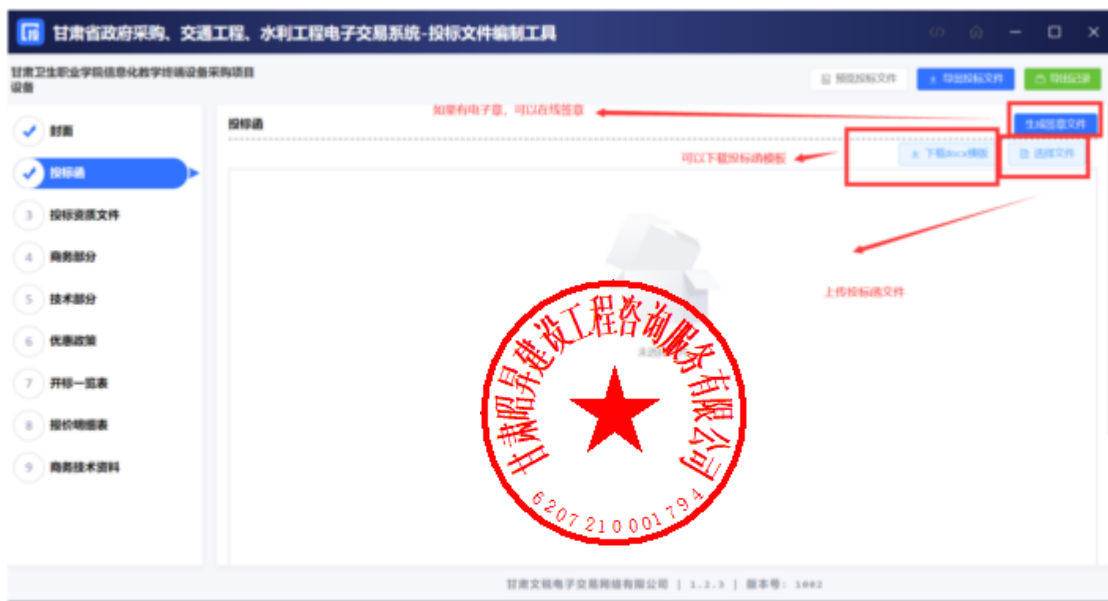 投
甘肃省政府采购、交通工程、水利工程电子交易系统-投标文件编制工具
甘肃卫生职业学院信息化教学终端设备采购项目
设备
预览投标文件
导出投标文件
导出记录
封面
投标函
3 投标资质文件
4 商务部分
5 技术部分
6 优惠政策
7 开标一览表
8 报价明细表
9 商务技术资料
投标函
如果有电子章，可以在线签章
生成签章文件
可以下载投标函模板
下载docx模版
选择文件
上传投标函文件
甘肃昭昇建设工程咨询服务有限公司
6207210001794
甘肃文锐电子交易网络有限公司 | 1.2.3 | 版本号: 1002